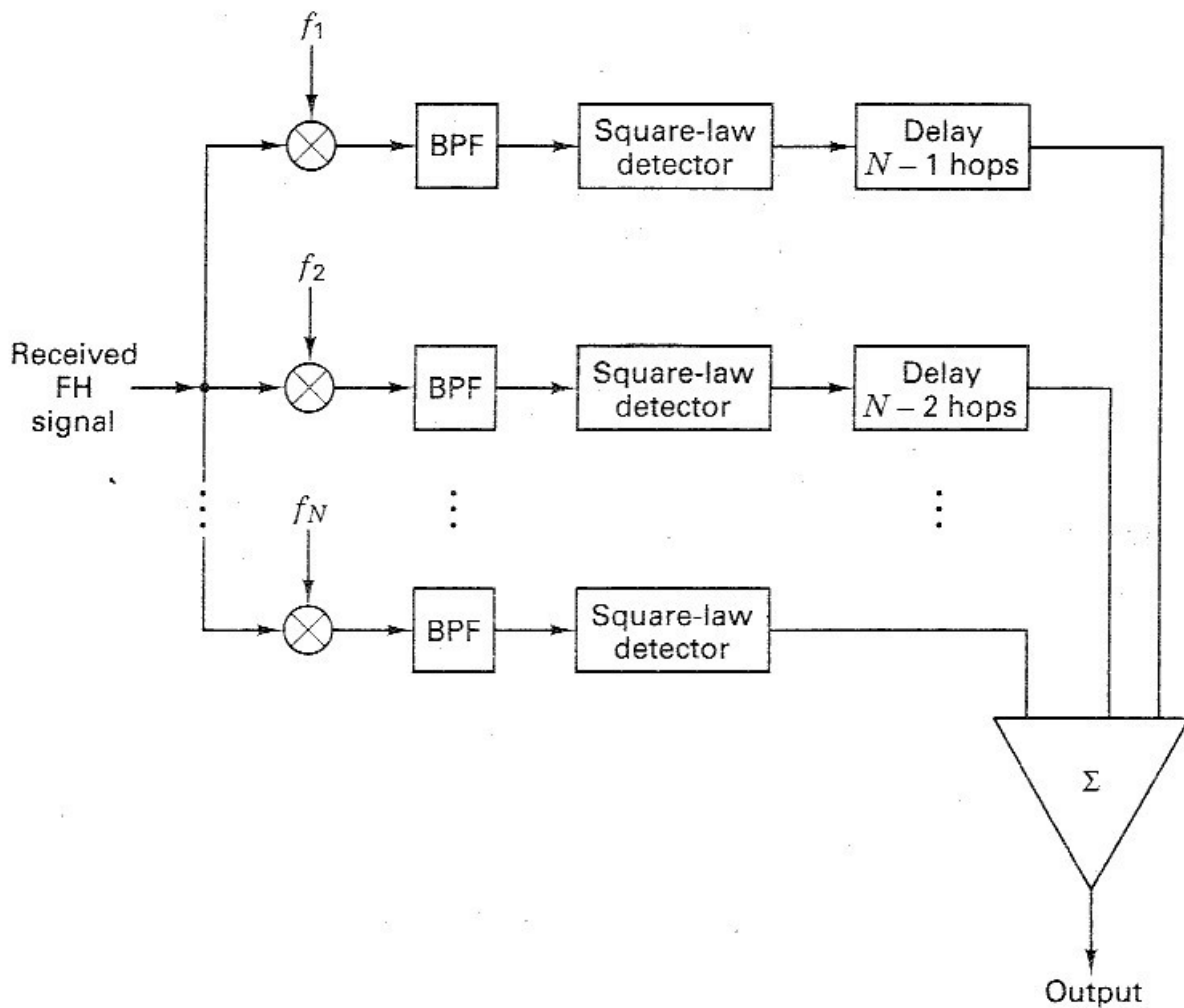 f1
BPF
Square-law
detector
Delay
N – 1 hops
f2
Received
FH
signal
BPF
Square-law
detector
Delay
N – 2 hops
fN
BPF
Square-law
detector
Σ
Output